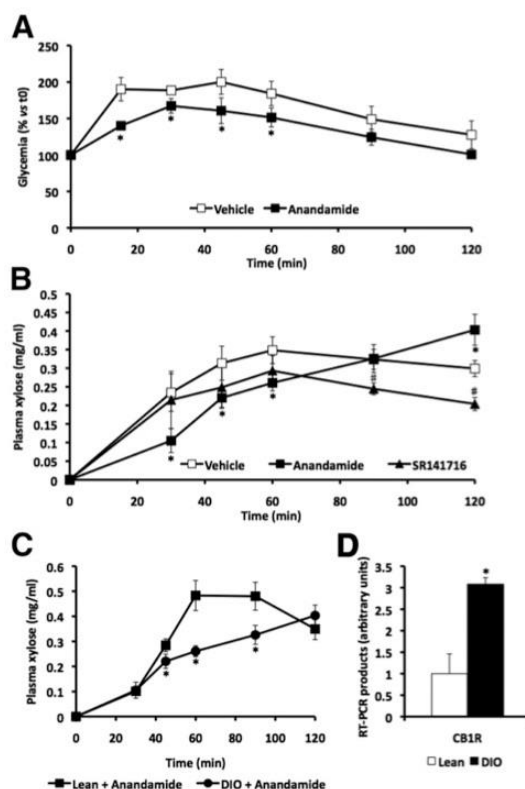 A
Glycemia (% vs t0)
250
200
150
100
50
0
Vehicle
Anandamide
* * * *
0 20 40 60 80 100 120
Time (min)
B
Plasma xylose (mg/ml)
0.5
0.45
0.4
0.35
0.3
0.25
0.2
0.15
0.1
0.05
0
* * * # * #
0 20 40 60 80 100 120
Vehicle
Anandamide
SR141716
Time (min)
C
Plasma xylose (mg/ml)
0.6
0.5
0.4
0.3
0.2
0.1
0
* * *
0 20 40 60 80 100 120
Time (min)
Lean + Anandamide
DIO + Anandamide
D
RT-PCR products (arbitrary units)
3.5
3
2.5
2
1.5
1
0.5
0
*
CB1R
Lean
DIO